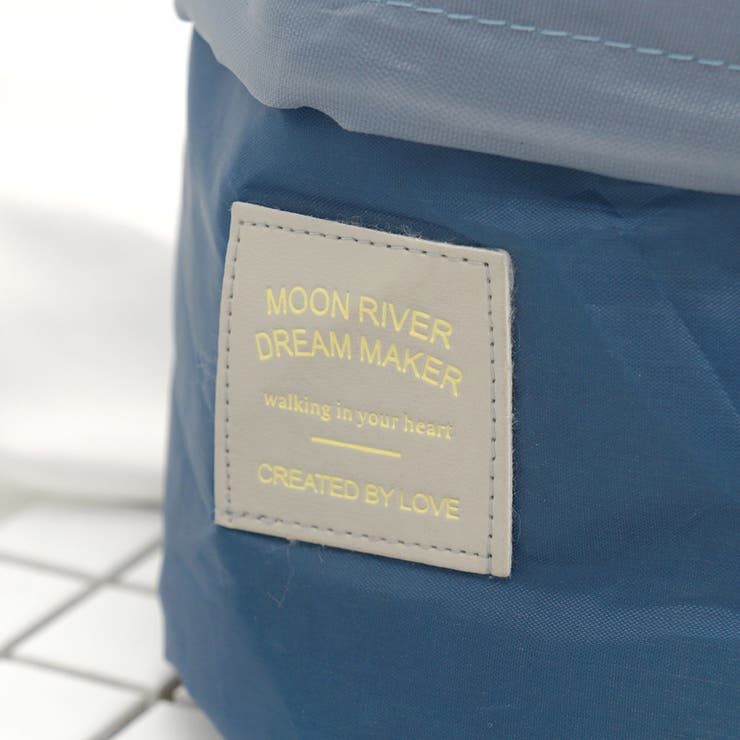 MOON RIVER
DREAM MAKER
walking in your heart
CREATED BY LOVE